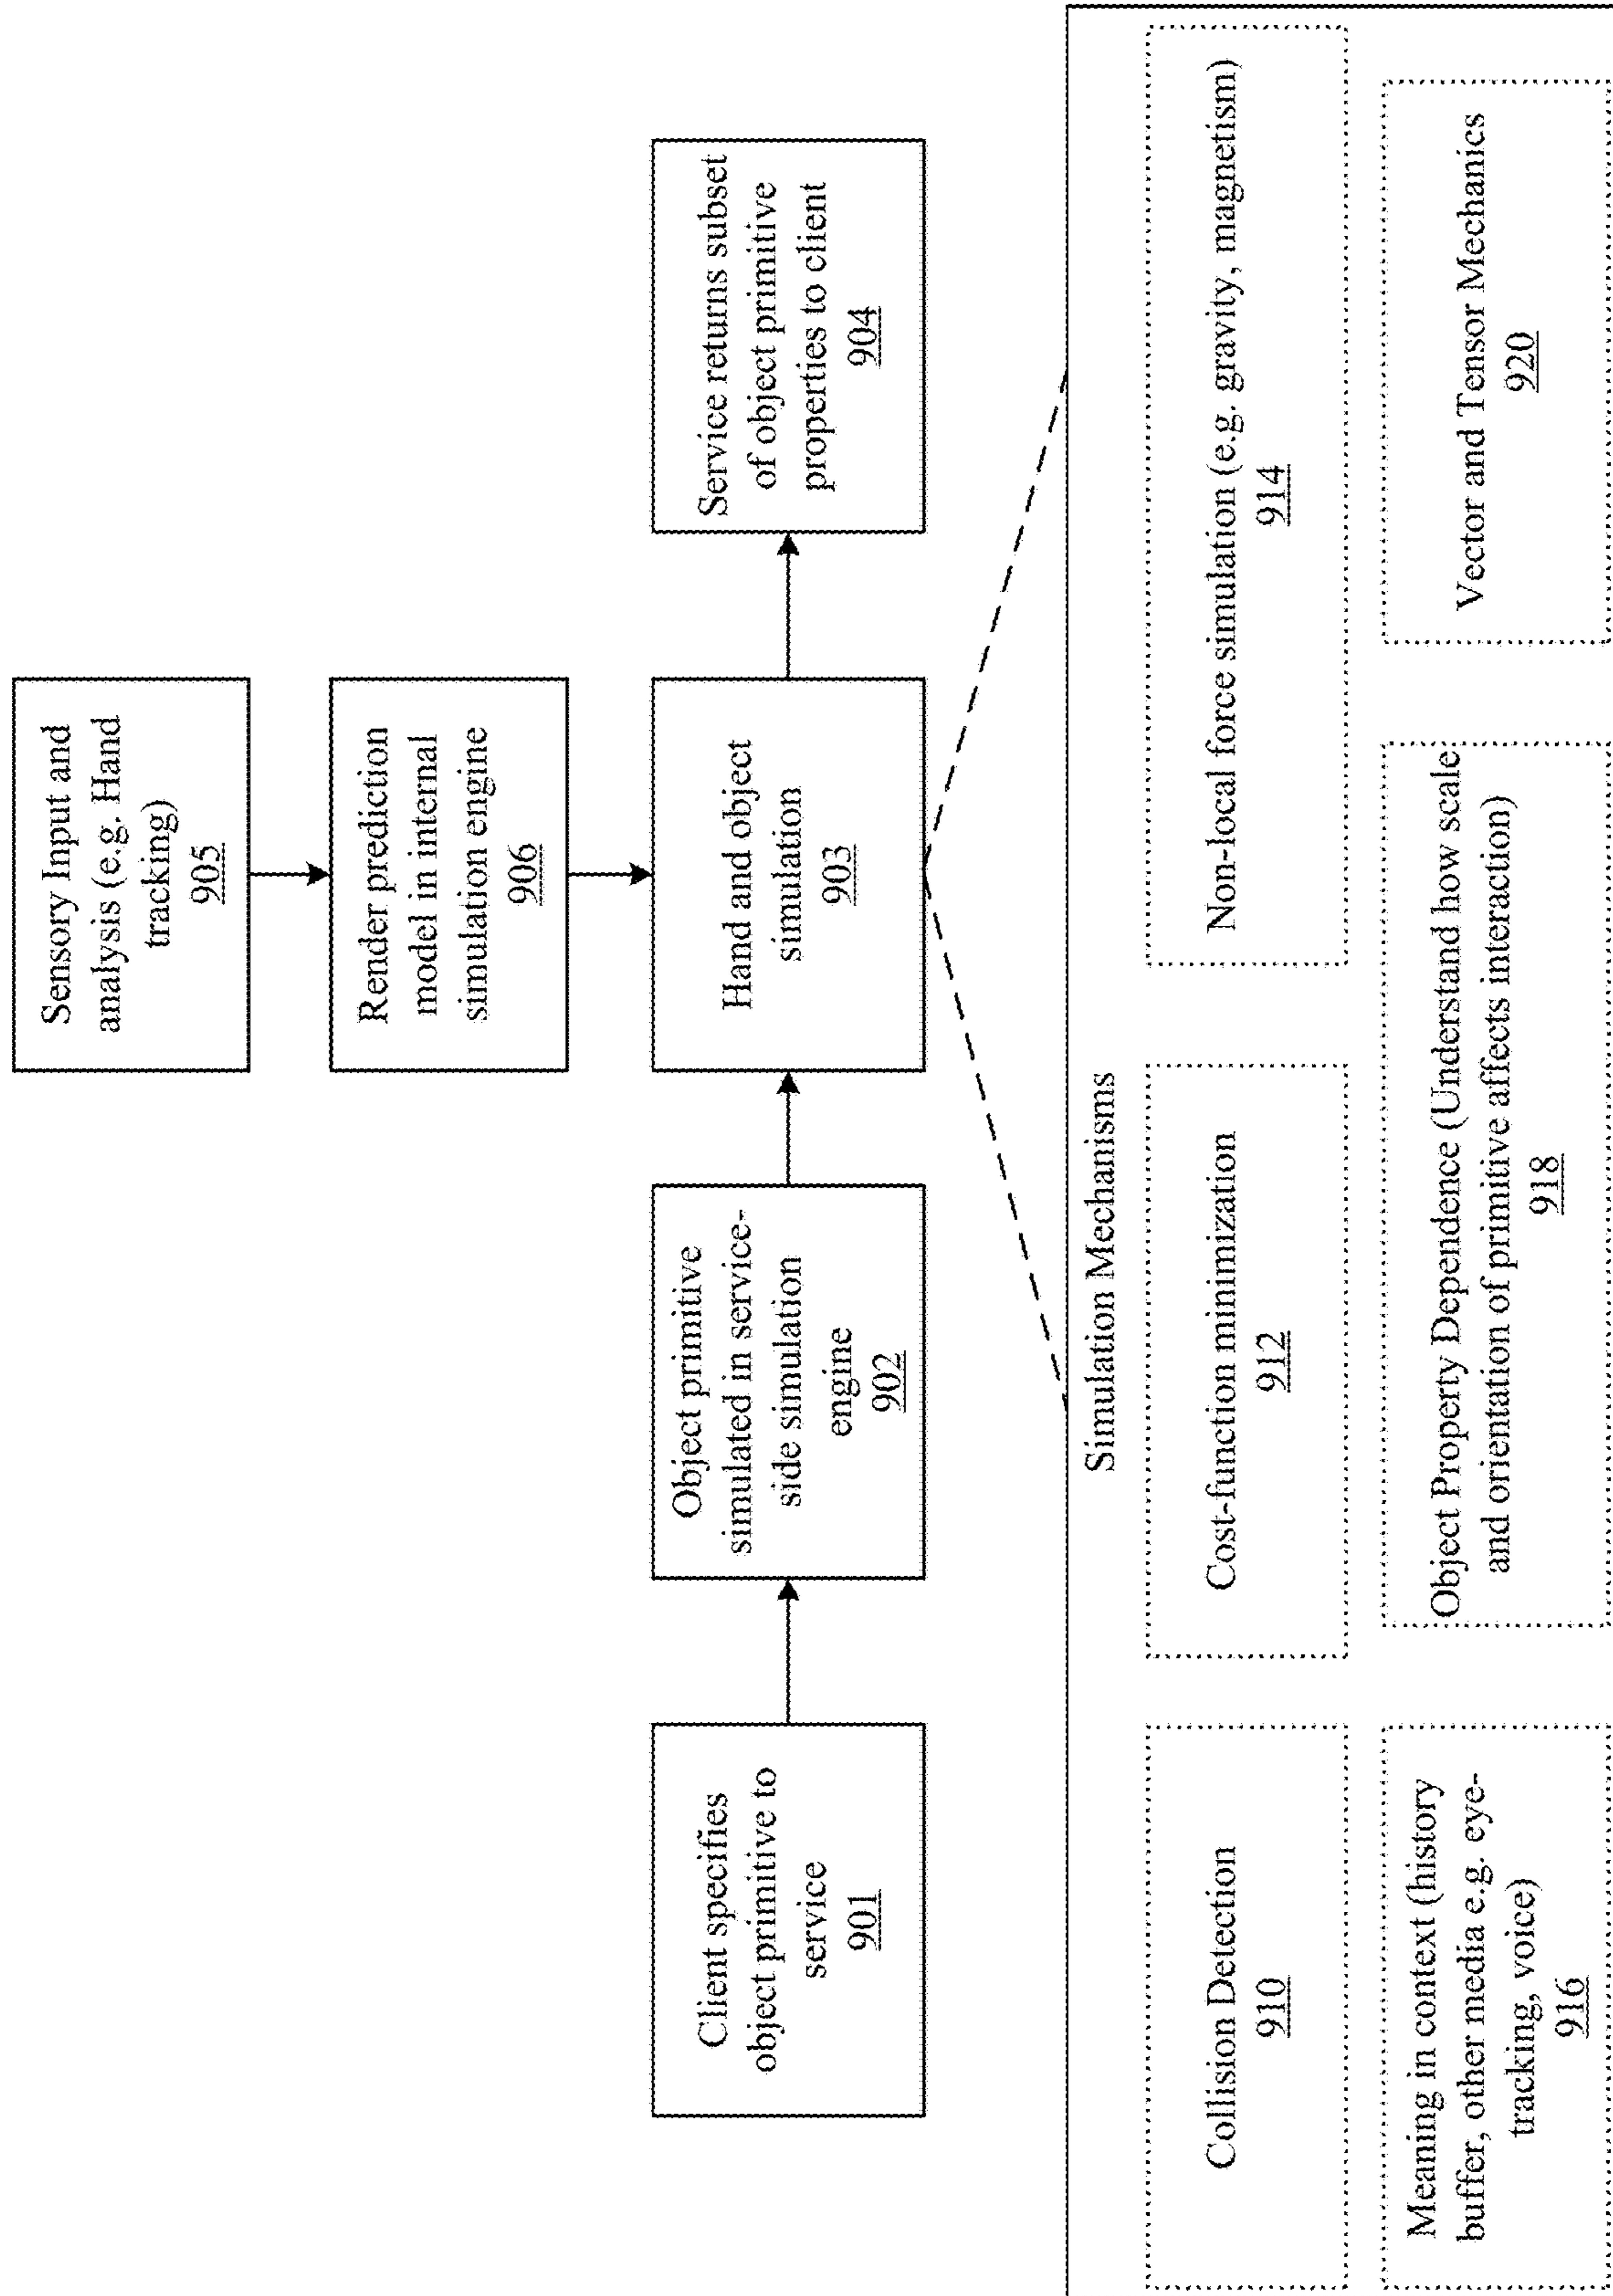 Sensory Input and
analysis (e.g. Hand
tracking)
905
Render prediction
model in internal
simulation engine
906
Client specifies
object primitive to
service
901
Object primitive
simulated in service-
side simulation
engine
902
Hand and object
simulation
903
Service returns subset
of object primitive
properties to client
904
Simulation Mechanisms
Collision Detection
910
Cost-function minimization
912
Non-local force simulation (e.g. gravity, magnetism)
914
Meaning in context (history
buffer, other media e.g. eye-
tracking, voice)
916
Object Property Dependence (Understand how scale
and orientation of primitive affects interaction)
918
Vector and Tensor Mechanics
920